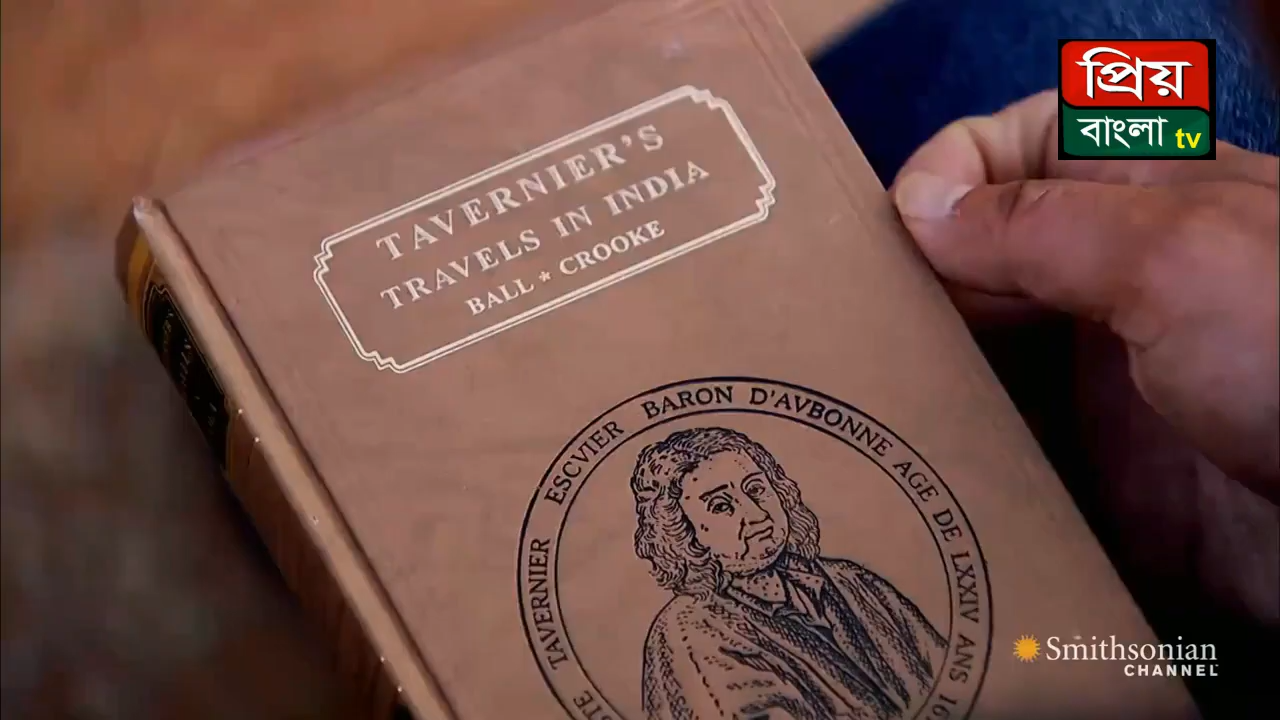 প্রিয়
বাংলা tv
TAVERNIER'S
TRAVELS IN INDIA
BALL * CROOKE
TAVERNIER ESCVIER BARON D'AVBONNE AGE DE LXXIV ANS
Smithsonian
CHANNEL